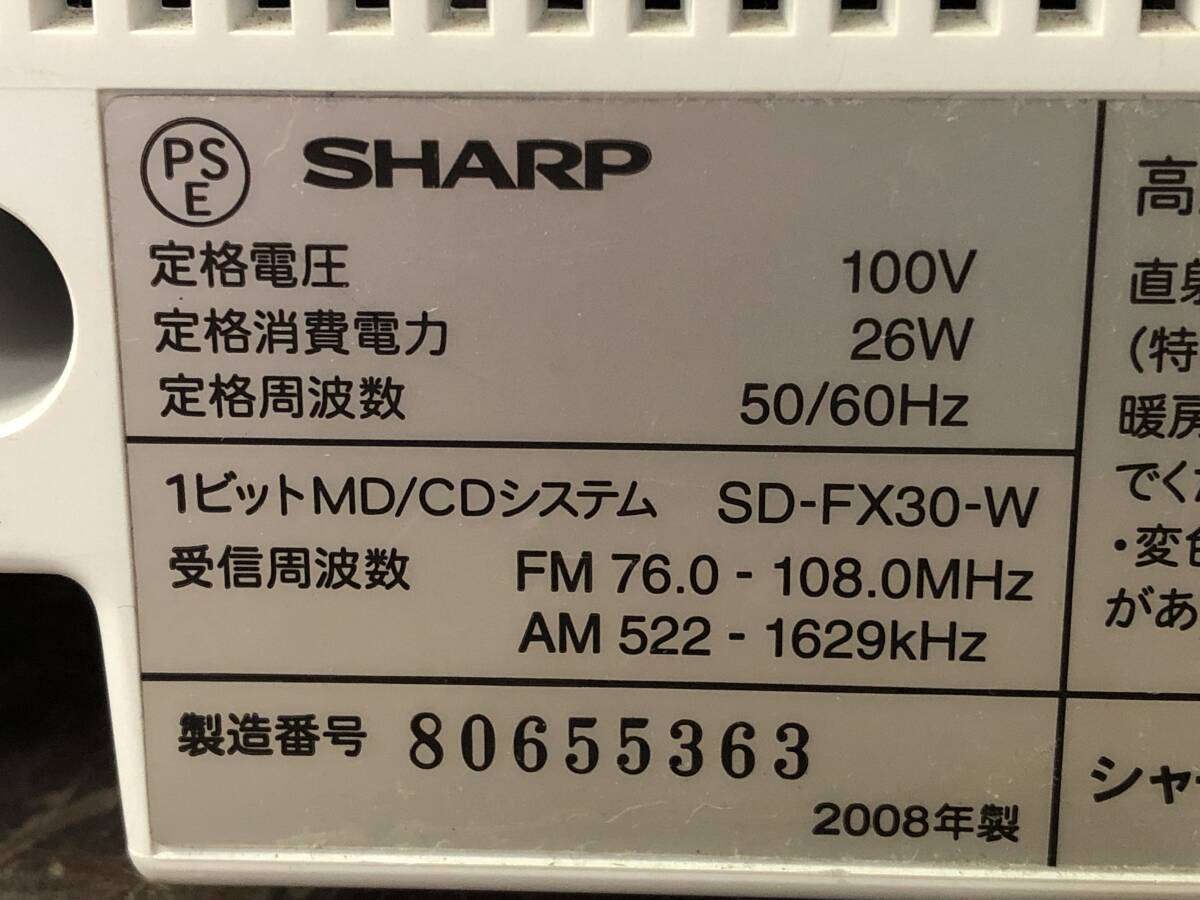 PS
E
SHARP
定格電圧 100V
定格消費電力 26W
定格周波数 50/60Hz
1ビットMD/CDシステム SD-FX30-W
受信周波数 FM 76.0 - 108.0MHz
AM 522 - 1629kHz
製造番号 80655363
2008年製
高
直射
(特
暖房
でく
・変色
があ
シャ